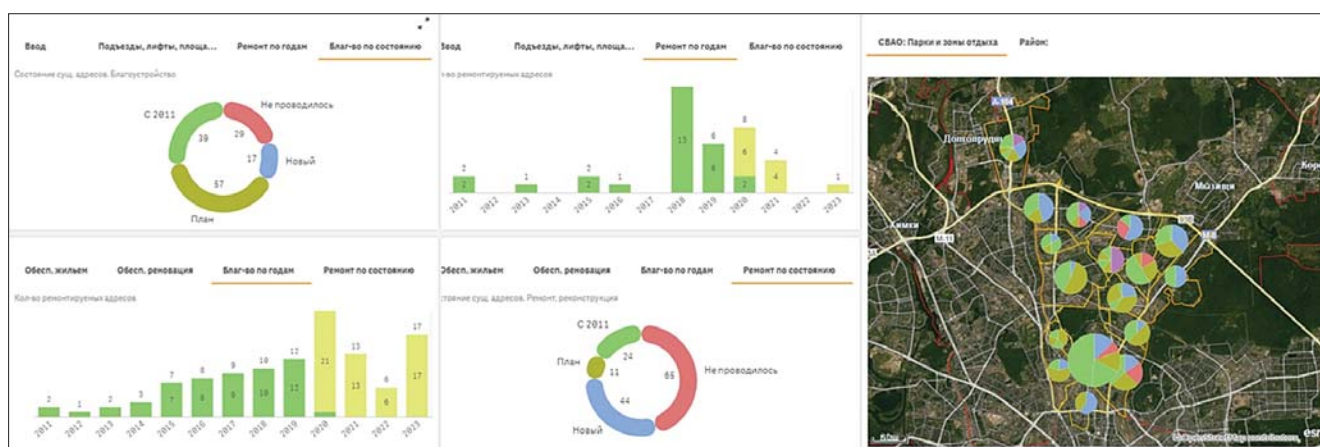 Ввод Подъезды, лифты, площа... Ремонт по годам Благ-во по состоянию
Состояние сущ. адресов. Благоустройство.
С 2011
Не проводилось
39
29
17
Новый
57
План
Ввод Подъезды, лифты, площа... Ремонт по годам Благ-во по состоянию
л-во ремонтируемых адресов
8
13 6 6
4
2 2
2 1 2 1 6 2 4 1
2011 2012 2013 2014 2015 2016 2017 2018 2019 2020 2021 2022 2023
Обесп. жильем Обесп. реновация Благ-во по годам Ремонт по состоянию
Кол-во ремонтируемых адресов.
2 1 2 3 7 8 9 10 12 13 6 17
7 8 9 10 12 21 13 6 17
2011 2012 2013 2014 2015 2016 2017 2018 2019 2020 2021 2022 2023
Обесп. жильем Обесп. реновация Благ-во по годам Ремонт по состоянию
стояние сущ. адресов. Ремонт, реконструкция
С 2011
24
План
11
65
Не проводилось
44
Новый
СВАО: Парки и зоны отдыха Район:
Долгопрудн
Мытищи
Коро
Химки
М-11
М-8
esri